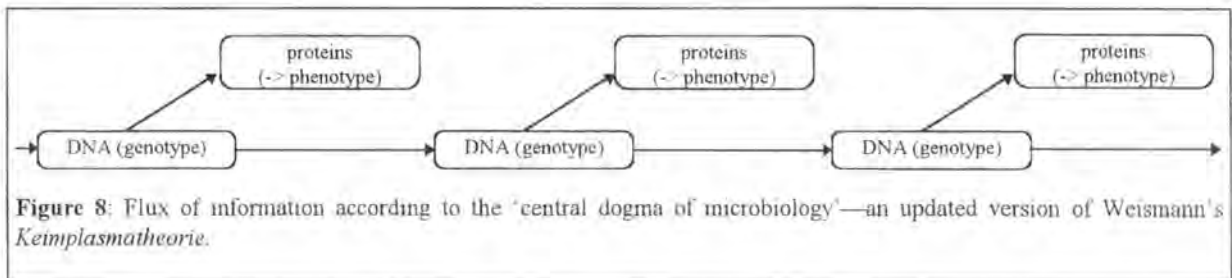 proteins
(-> phenotype)
proteins
(-> phenotype)
proteins
(-> phenotype)
DNA (genotype)
DNA (genotype)
DNA (genotype)
Figure 8: Flux of information according to the 'central dogma of microbiology'—an updated version of Weismann's
Keimplasmatheorie.